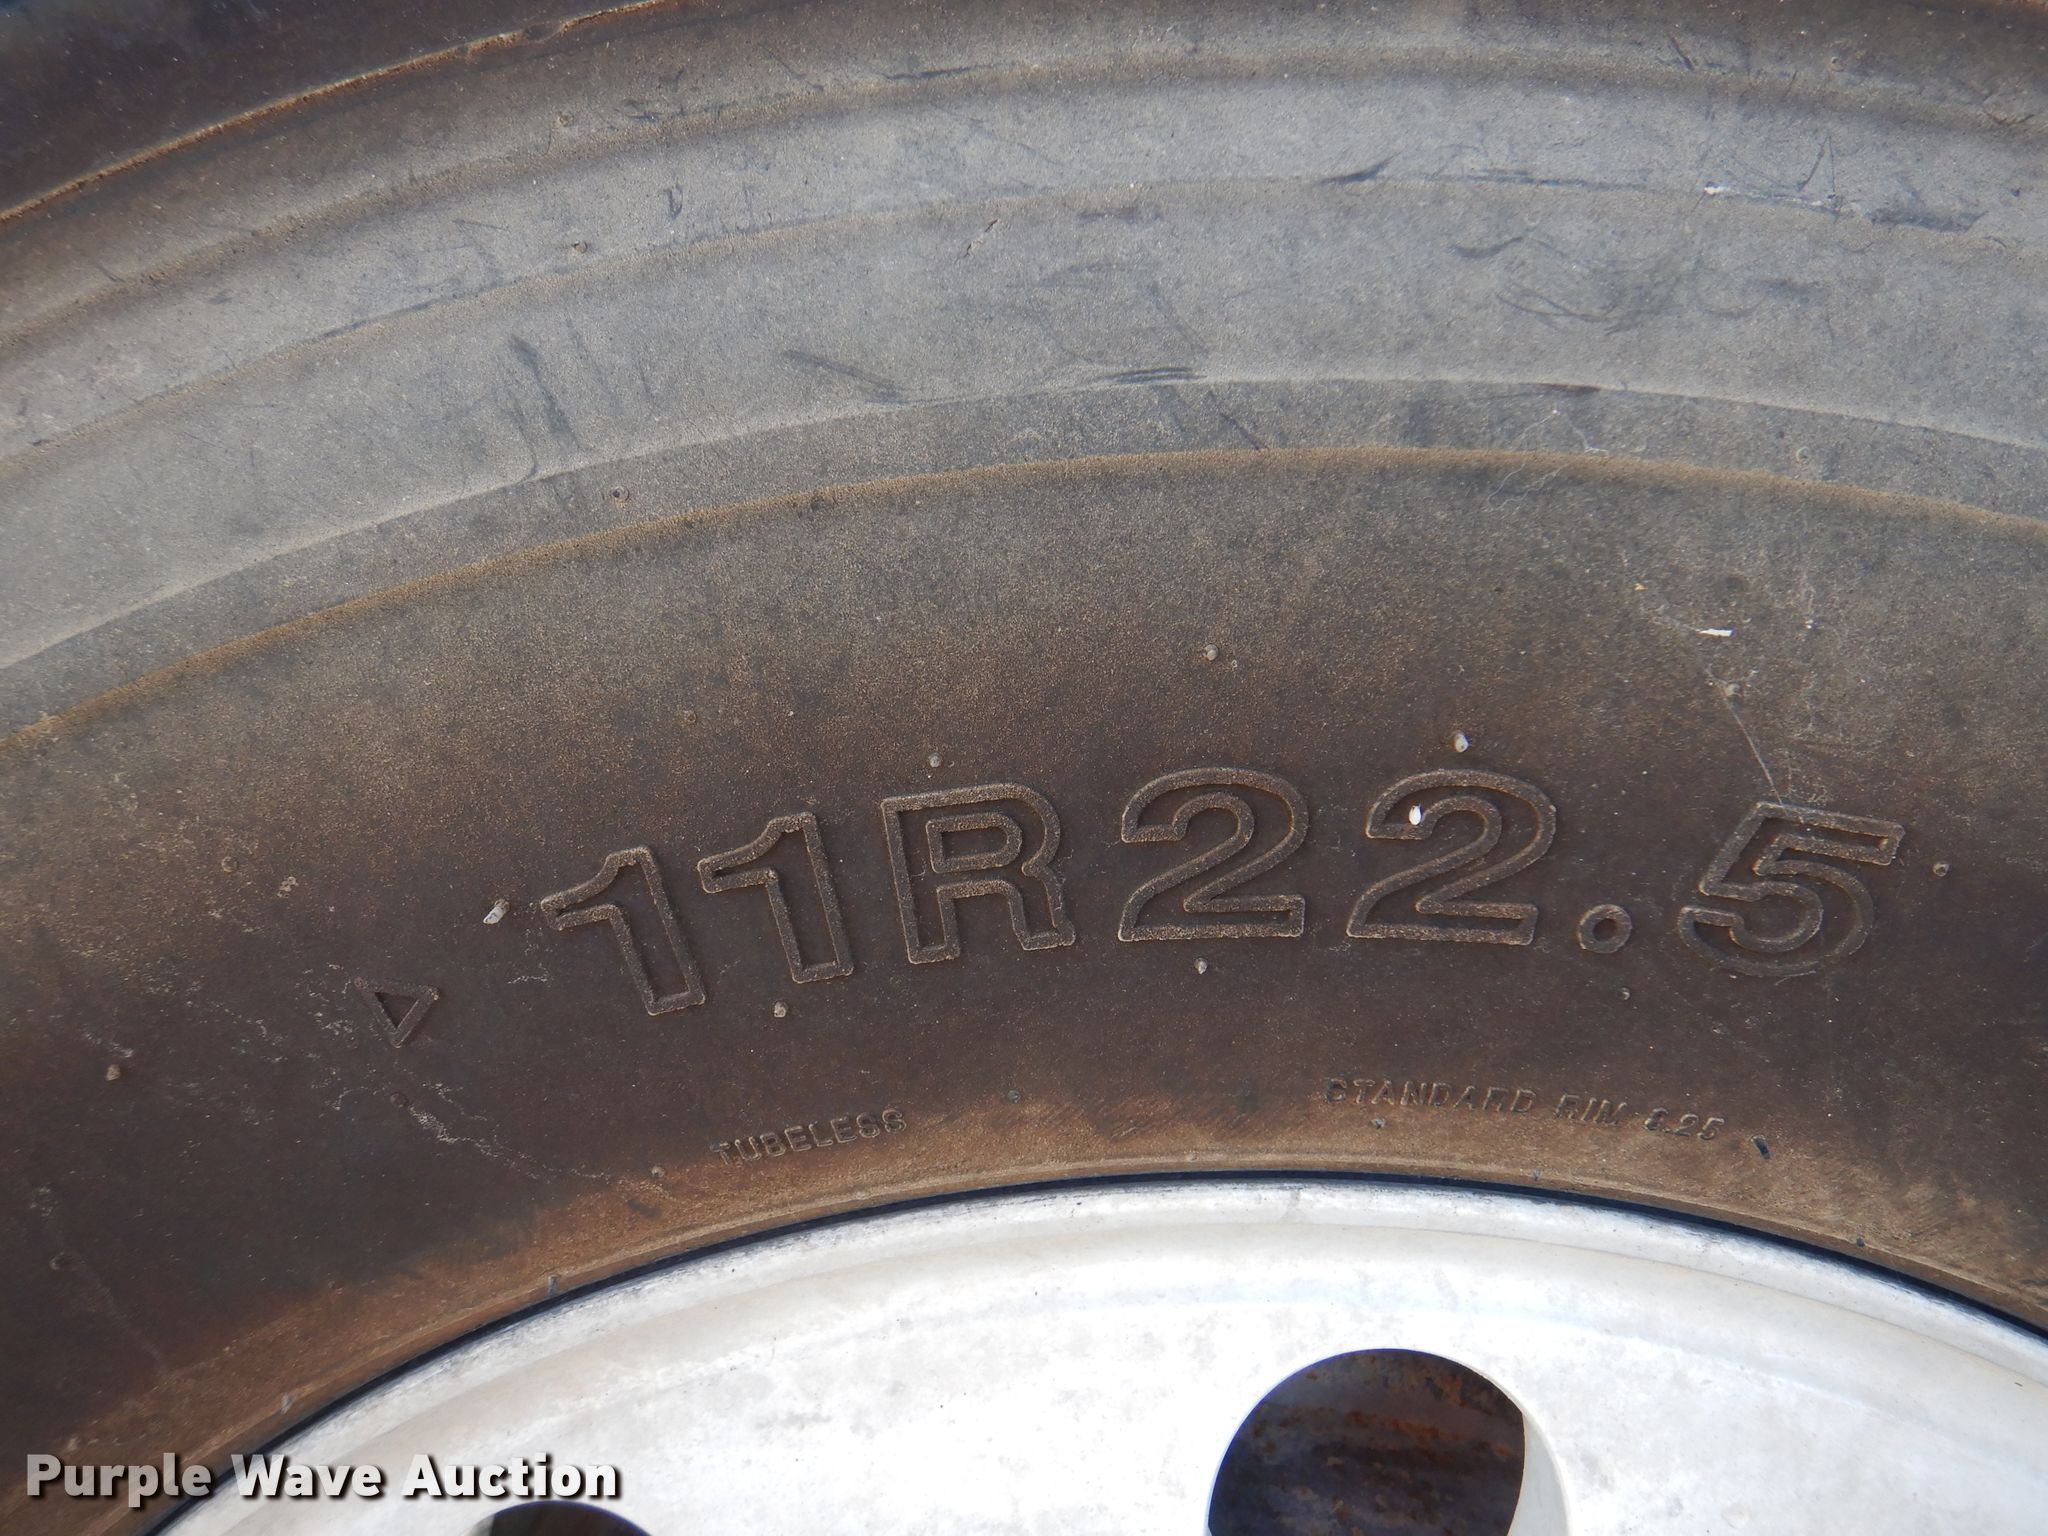 11R22.5
TUBELESS
STANDARD RIM 8.25
Purple Wave Auction